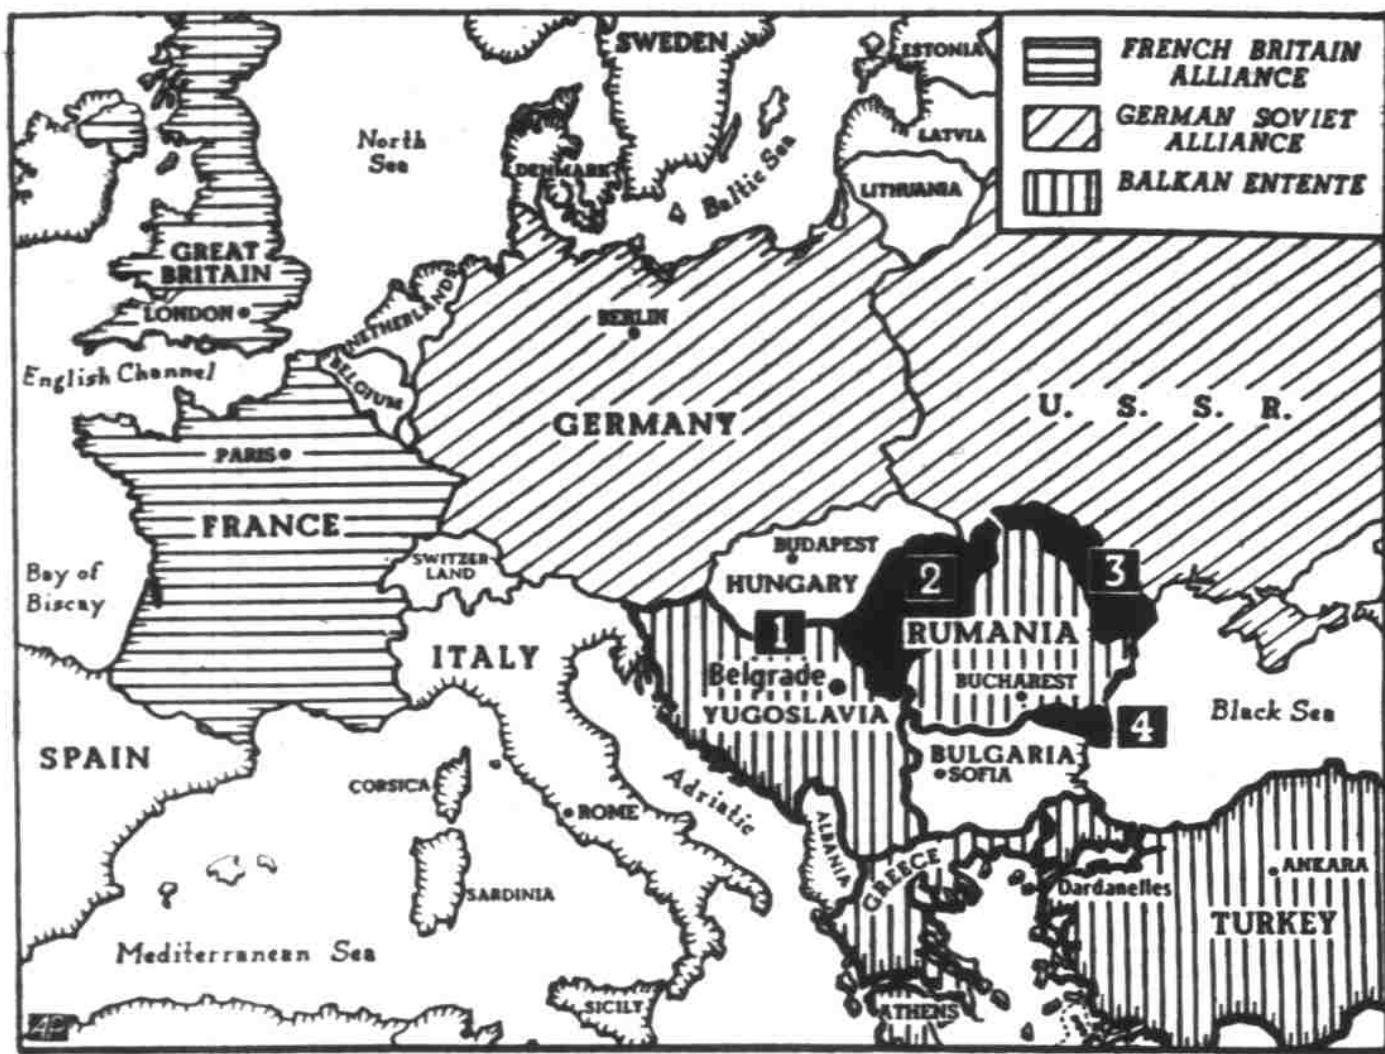 FRENCH BRITAIN
ALLIANCE
GERMAN SOVIET
ALLIANCE
BALKAN ENTENTE
SWEDEN
ESTONIA
LATVIA
LITHUANIA
North
Sea
DENMARK
Baltic Sea
GREAT
BRITAIN
LONDON
NETHERLANDS
BELGIUM
BERLIN
English Channel
GERMANY
U. S. S. R.
PARIS
FRANCE
SWITZER
LAND
Bay of
Biscay
BUDAPEST
HUNGARY
2
3
1
RUMANIA
ITALY
Belgrade
BUCHAREST
YUGOSLAVIA
4
Black Sea
SPAIN
BULGARIA
SOFIA
CORSICA
Adriatic
ROME
ALBANIA
GREECE
ANKARA
Dardanelles
SARDINIA
TURKEY
Mediterranean Sea
SICILY
ATHENS
AP